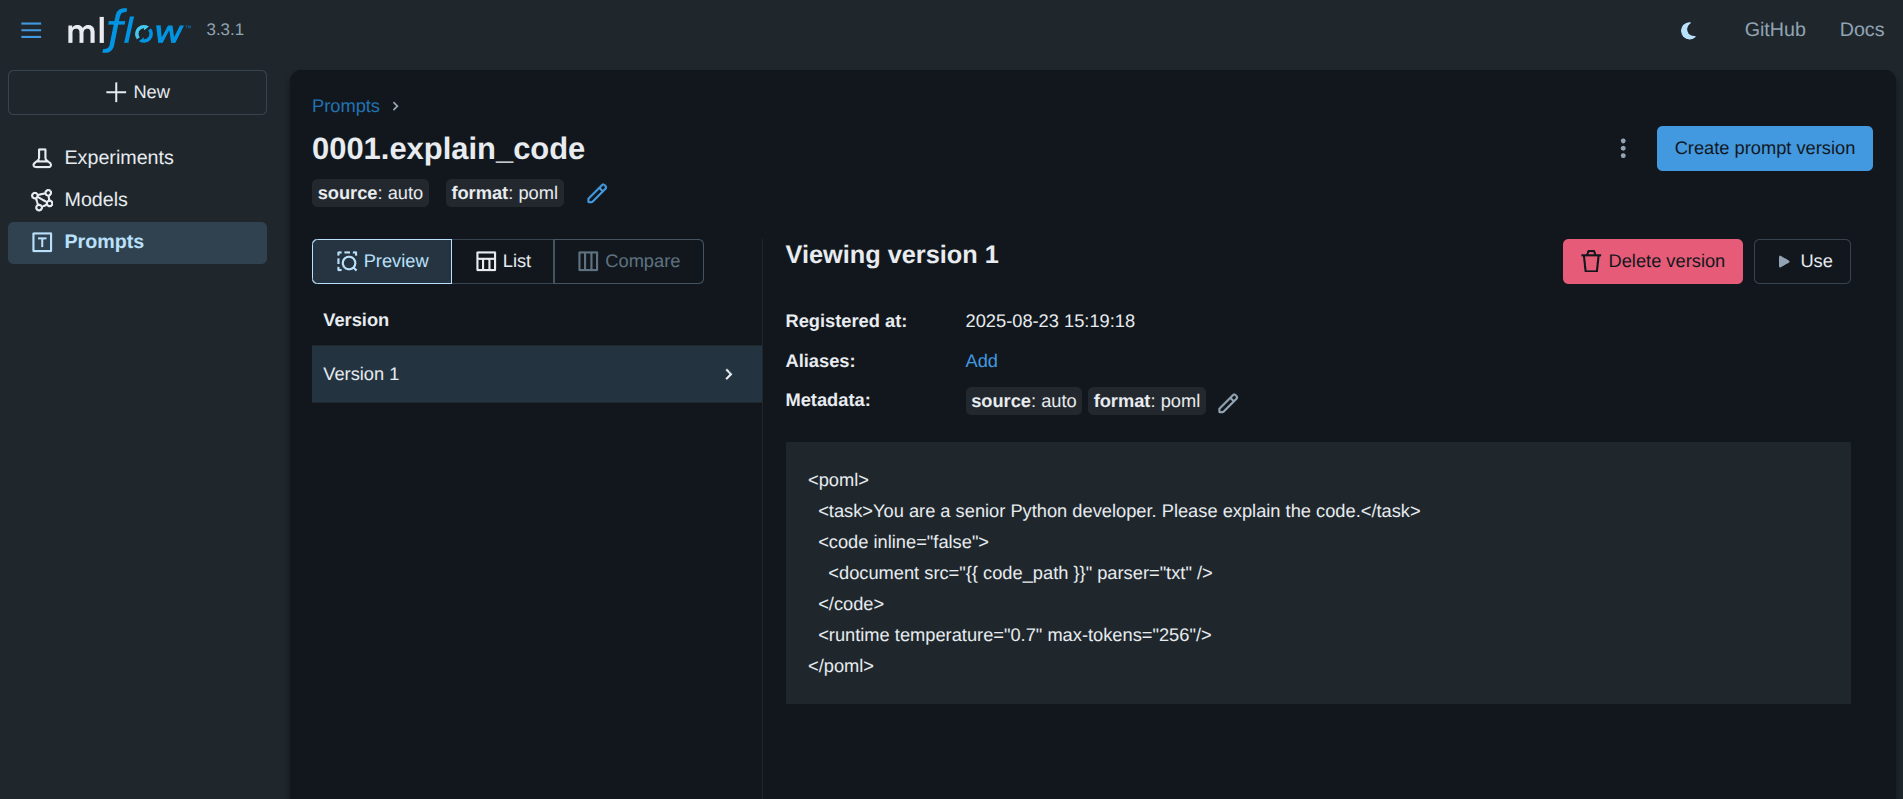 mlflow™ 3.3.1
GitHub Docs
New
Experiments
Models
Prompts
Prompts
0001.explain_code
Create prompt version
source: auto format: poml
Preview List Compare
Version
Version 1
Viewing version 1
Delete version Use
Registered at: 2025-08-23 15:19:18
Aliases: Add
Metadata: source: auto format: poml
<poml>
  <task>You are a senior Python developer. Please explain the code.</task>
  <code inline="false">
    <document src="{{ code_path }}" parser="txt" />
  </code>
  <runtime temperature="0.7" max-tokens="256"/>
</poml>